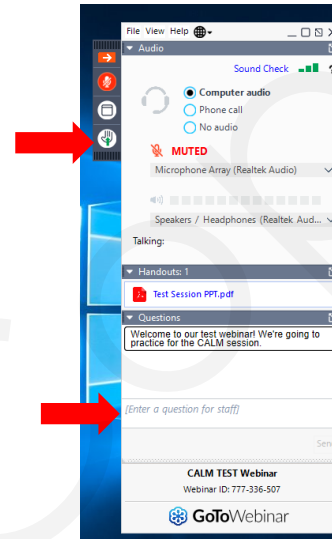 File View Help
Audio
Sound Check
?
Computer audio
Phone call
No audio
MUTED
Microphone Array (Realtek Audio)
Speakers / Headphones (Realtek Aud...
Talking:
Handouts: 1
Test Session PPT.pdf
Questions
Welcome to our test webinar! We're going to
practice for the CALM session.
[Enter a question for staff]
Send
CALM TEST Webinar
Webinar ID: 777-336-507
GoToWebinar